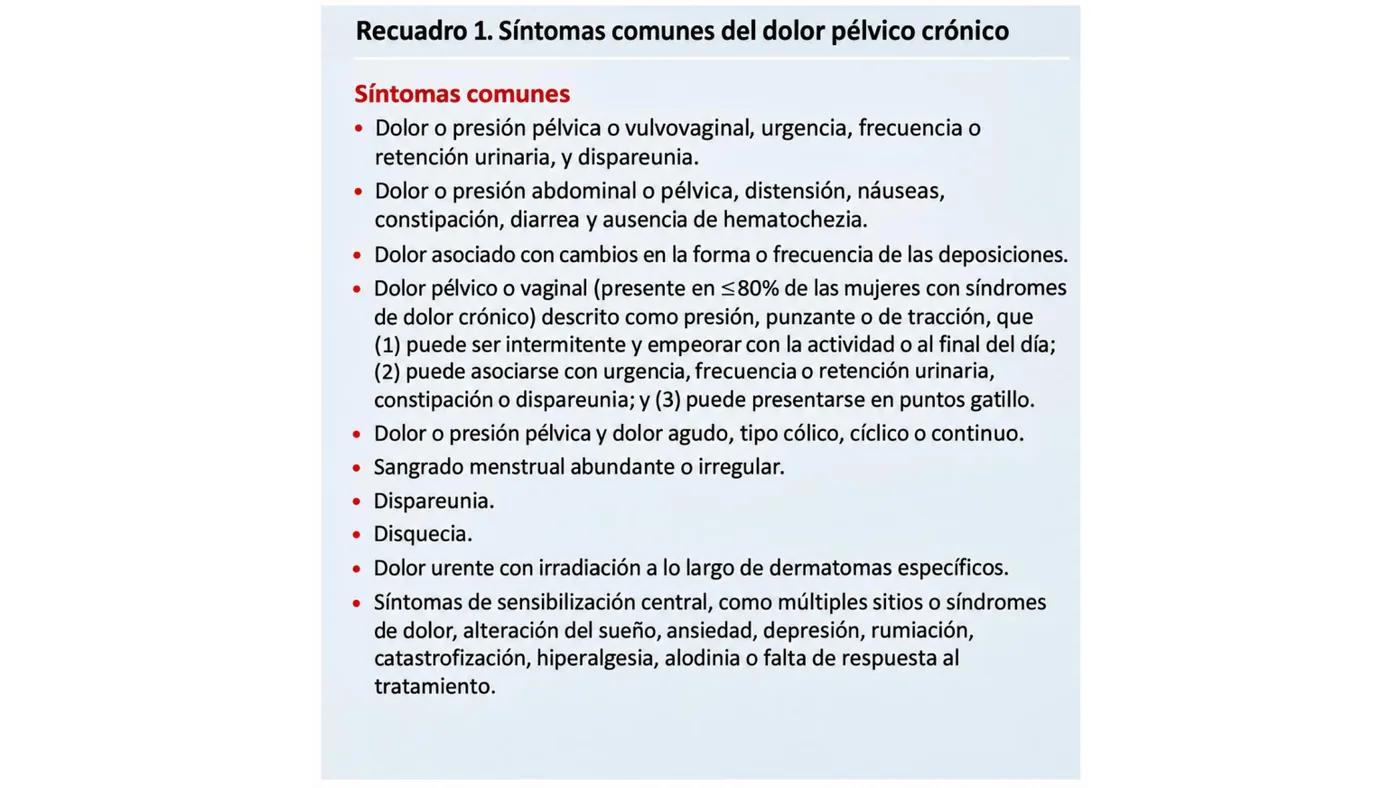 Recuadro 1. Síntomas comunes del dolor pélvico crónico
Síntomas comunes
• Dolor o presión pélvica o vulvovaginal, urgencia, frecuencia o
retención urinaria, y dispareunia.
• Dolor o presión abdominal o pélvica, distensión, náuseas,
constipación, diarrea y ausencia de hematochezia.
• Dolor asociado con cambios en la forma o frecuencia de las deposiciones.
• Dolor pélvico o vaginal (presente en ≤80% de las mujeres con síndromes
de dolor crónico) descrito como presión, punzante o de tracción, que
(1) puede ser intermitente y empeorar con la actividad o al final del día;
(2) puede asociarse con urgencia, frecuencia o retención urinaria,
constipación o dispareunia; y (3) puede presentarse en puntos gatillo.
• Dolor o presión pélvica y dolor agudo, tipo cólico, cíclico o continuo.
• Sangrado menstrual abundante o irregular.
• Dispareunia.
• Disquecia.
• Dolor urente con irradiación a lo largo de dermatomas específicos.
• Síntomas de sensibilización central, como múltiples sitios o síndromes
de dolor, alteración del sueño, ansiedad, depresión, rumiación,
catastrofización, hiperalgesia, alodinia o falta de respuesta al
tratamiento.